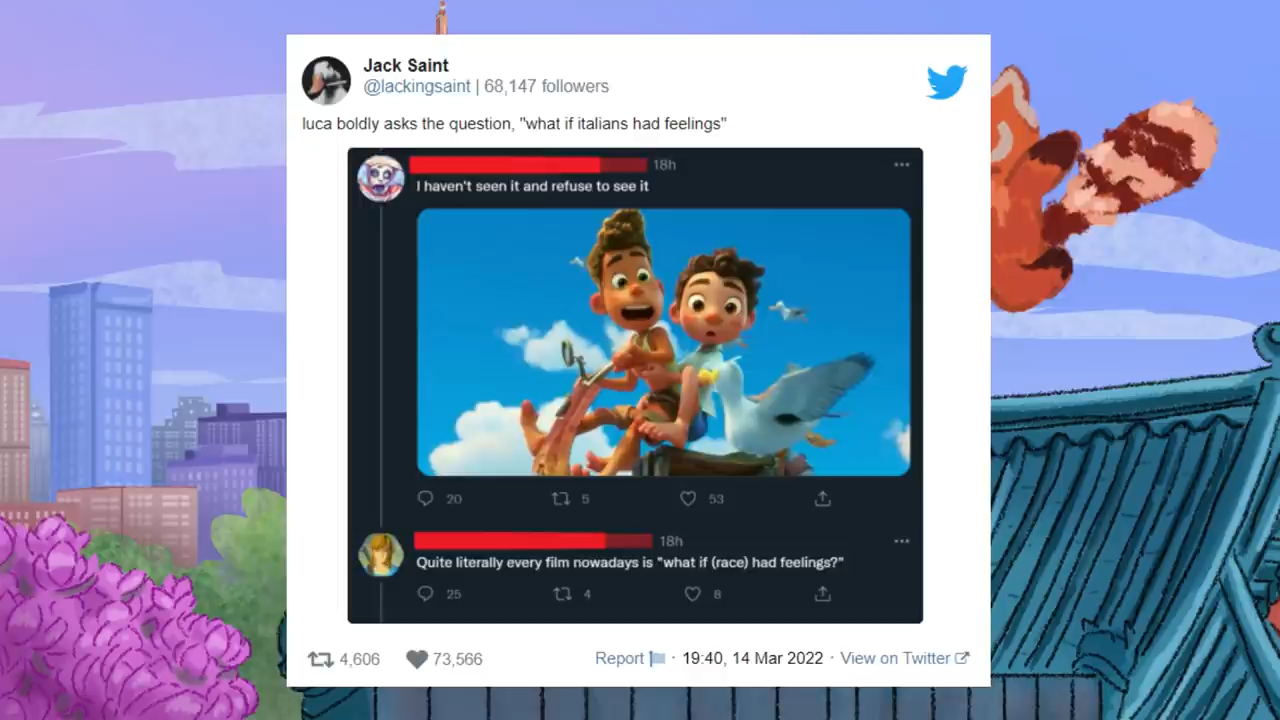 Jack Saint
@lackingsaint | 68,147 followers
luca boldly asks the question, "what if italians had feelings"
18h
I haven't seen it and refuse to see it
20 5 53
18h
Quite literally every film nowadays is "what if (race) had feelings?"
25 4 8
4,606 73,566 Report · 19:40, 14 Mar 2022 · View on Twitter